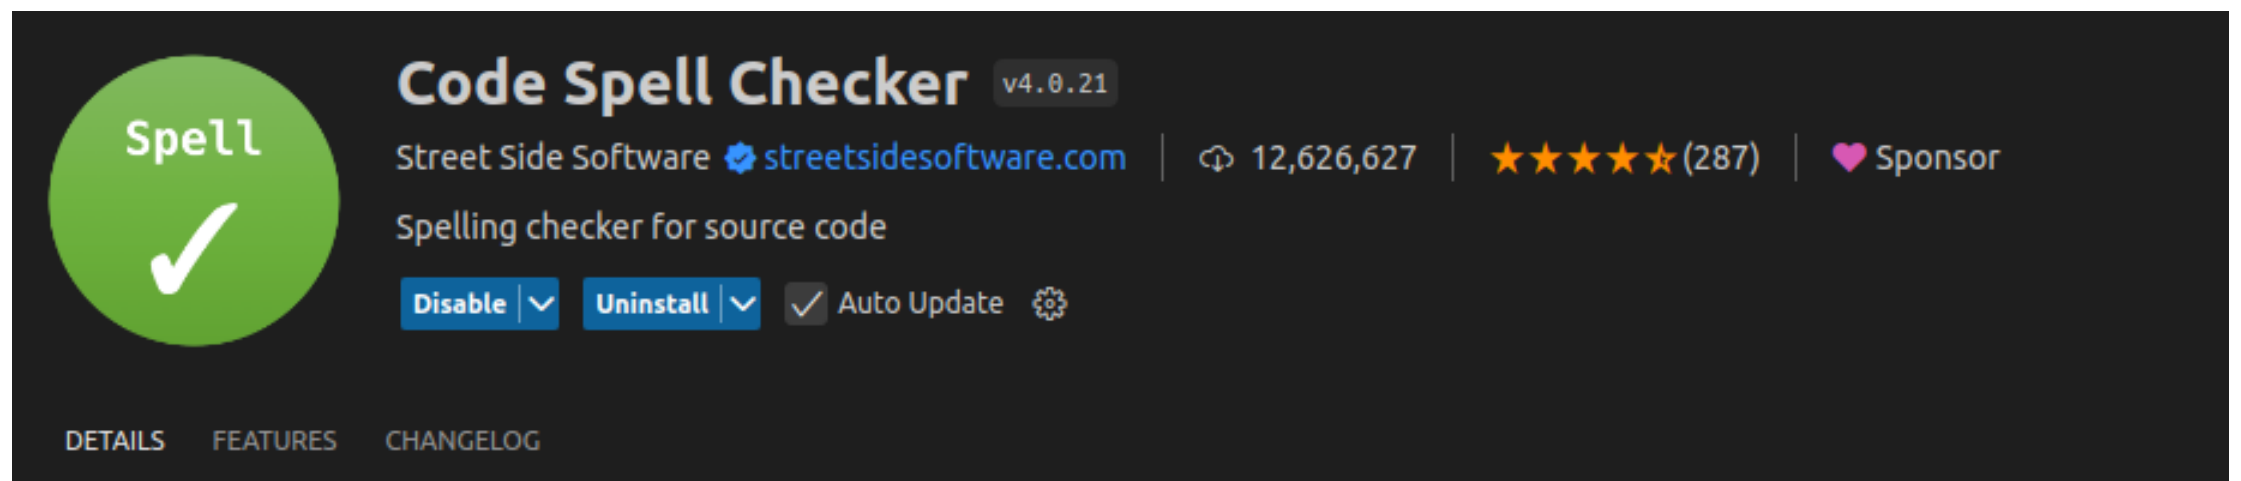 Spell
Code Spell Checker v4.0.21
Street Side Software streetsidesoftware.com 12,626,627 (287) Sponsor
Spelling checker for source code
Disable Uninstall Auto Update
DETAILS FEATURES CHANGELOG